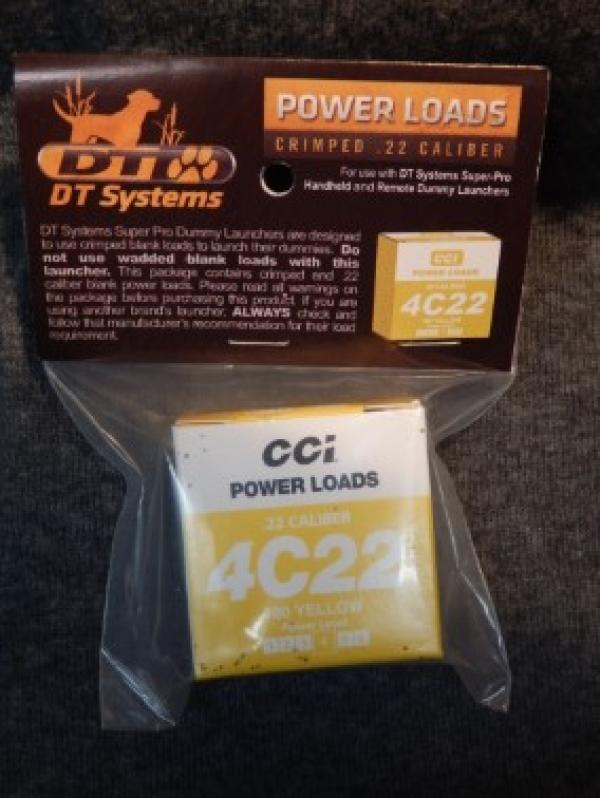 DT
DT Systems
POWER LOADS
CRIMPED .22 CALIBER
For use with DT Systems Super-Pro
Handheld and Remote Dummy Launchers
DT Systems Super Pro Dummy Launchers are designed
to use crimped blank loads to launch their dummies. Do
not use wadded blank loads with this
launcher. This package contains crimped end .22
caliber blank power loads. Please read all warnings on
the package before purchasing this product. If you are
using another brand's launcher, ALWAYS check and
follow that manufacturer's recommendation for their load
requirement.
CCI
POWER LOADS
4C22
CCI
POWER LOADS
.22 CALIBER
4C22
100 YELLOW
Power Level